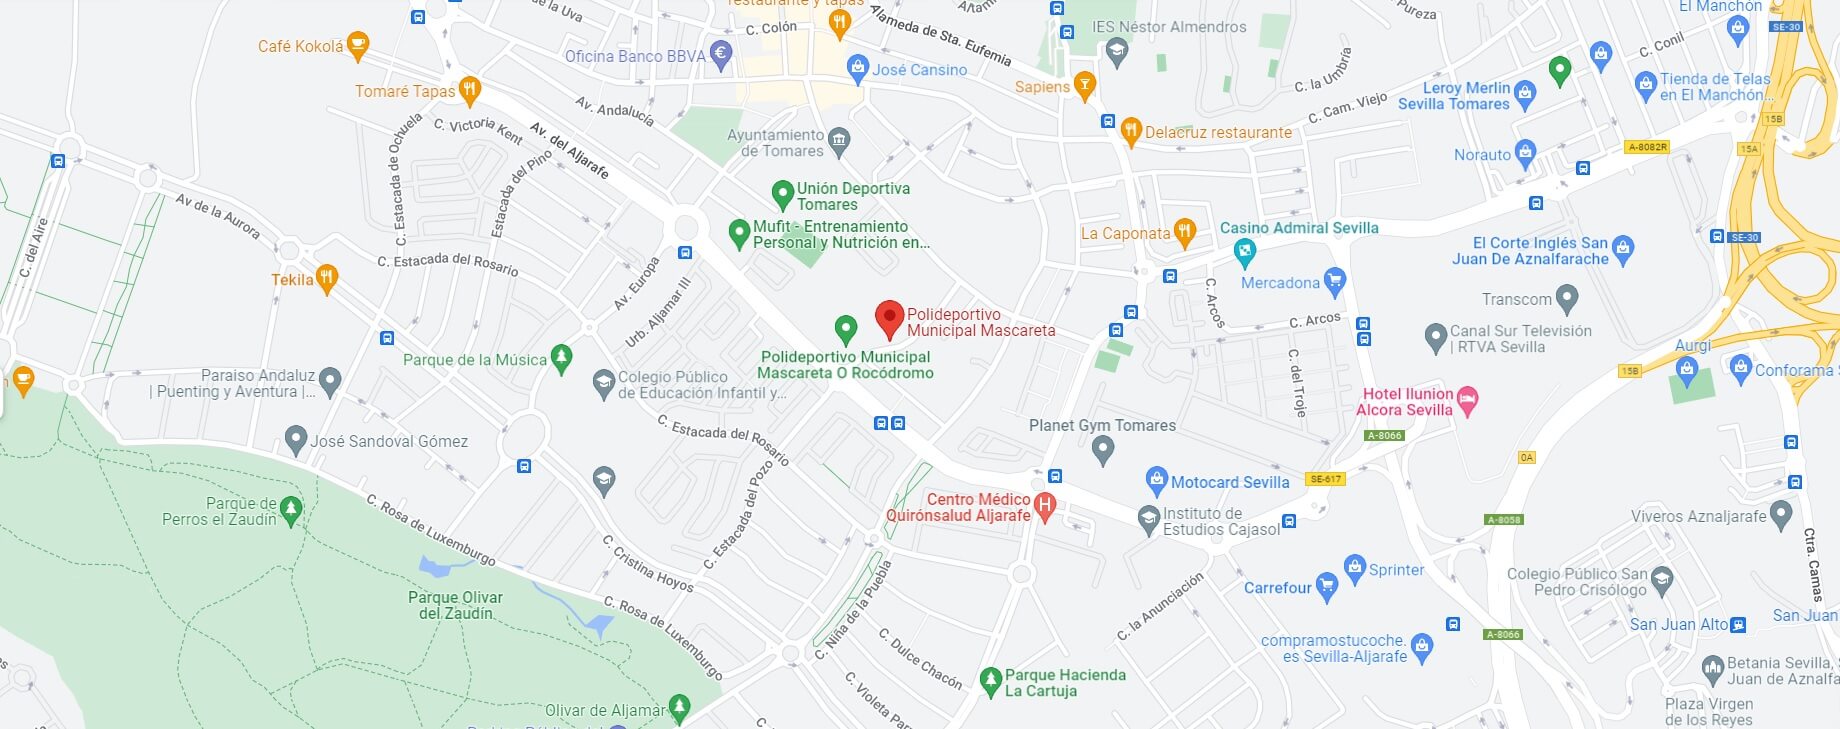 de la Uva
C. Colón
restaurante y tapas
Alameda de Sta. Eufemia
Añastas
Pureza
El Manchón
SE-30
Café Kokolá
Oficina Banco BBVA
José Cansino
IES Néstor Almendros
C. la Umbría
C. Conil
Tomaré Tapas
Av. Andalucía
Sapiens
Leroy Merlin
Sevilla Tomares
Tienda de Telas
en El Manchón...
C. Victoria Kent
Av. del Aljarafe
Ayuntamiento
de Tomares
Delacruz restaurante
C. Cam. Viejo
15B
C. Estacada de Ochuela
Estacada del Pino
Norauto
A-8082R
15A
Av de la Aurora
Unión Deportiva
Tomares
Mufit - Entrenamiento
Personal y Nutrición en...
La Caponata
Casino Admiral Sevilla
SE-30
C. del Aire
C. Estacada del Rosario
El Corte Inglés San
Juan De Aznalfarache
Tekila
Av. Europa
Urb. Aljamar III
Mercadona
C. Arcos
Transcom
Polideportivo
Municipal Mascareta
C. Arcos
Canal Sur Televisión
| RTVA Sevilla
Parque de la Música
Polideportivo Municipal
Mascareta O Rocódromo
C. del Troje
Aurgi
15B
Conforama S
Paraiso Andaluz
| Puenting y Aventura |...
Colegio Público
de Educación Infantil y...
Hotel Ilunion
Alcora Sevilla
A-8066
José Sandoval Gómez
C. Estacada del Rosario
Planet Gym Tomares
0A
C. Estacada del Pozo
Motocard Sevilla
SE-617
Parque de
Perros el Zaudín
C. Rosa de Luxemburgo
Centro Médico
Quirónsalud Aljarafe
Instituto de
Estudios Cajasol
A-8058
Viveros Aznaljarafe
Ctra. Camas
C. Cristina Hoyos
C. Niña de la Puebla
Parque Olivar
del Zaudín
C. Rosa de Luxemburgo
C. la Anunciación
Sprinter
Carrefour
Colegio Público San
Pedro Crisólogo
San Juan Alto
San Juan
A-8066
C. Dulce Chacón
compramostucoche.
es Sevilla-Aljarafe
Parque Hacienda
La Cartuja
Betania Sevilla,
Juan de Aznalfa
C. Violeta Par
Olivar de Aljamar
Plaza Virgen
de los Reyes